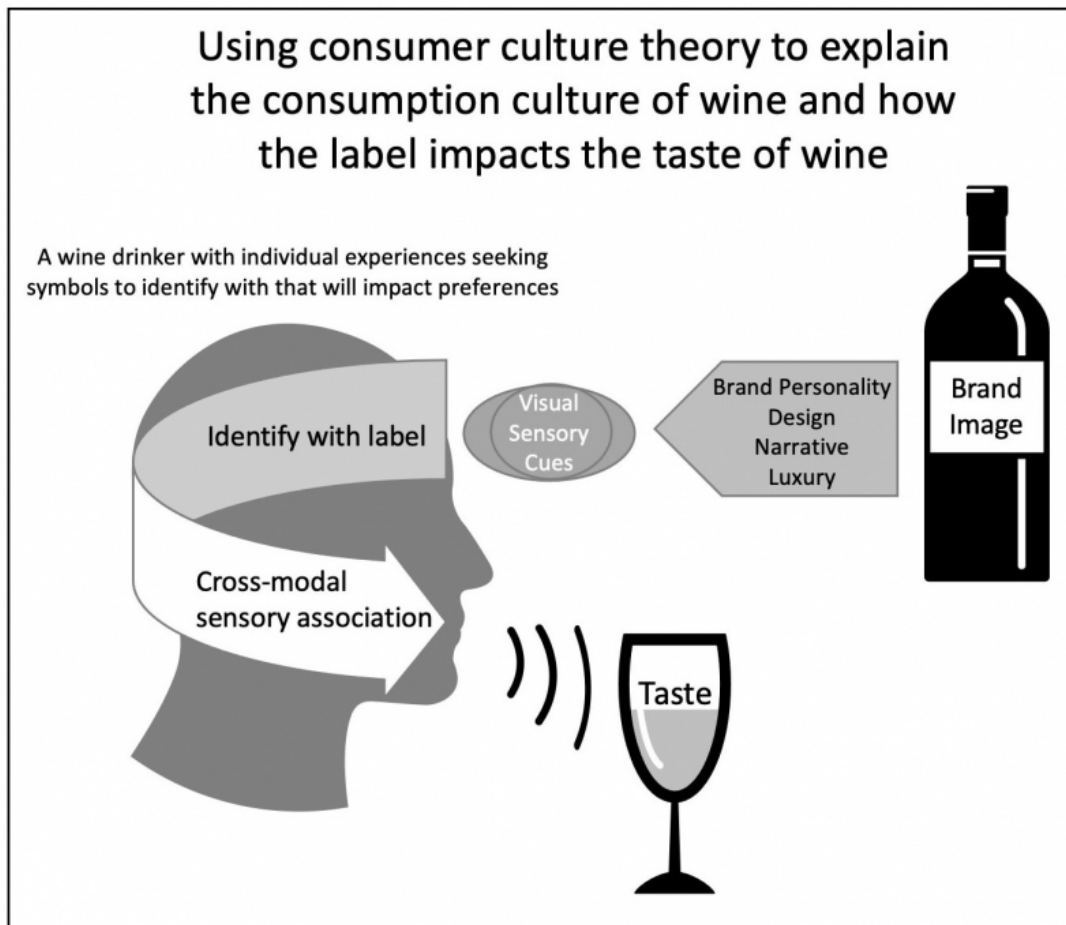 Using consumer culture theory to explain
the consumption culture of wine and how
the label impacts the taste of wine
A wine drinker with individual experiences seeking
symbols to identify with that will impact preferences
Identify with label
Visual
Sensory
Cues
Brand Personality
Design
Narrative
Luxury
Brand
Image
Cross-modal
sensory association
Taste